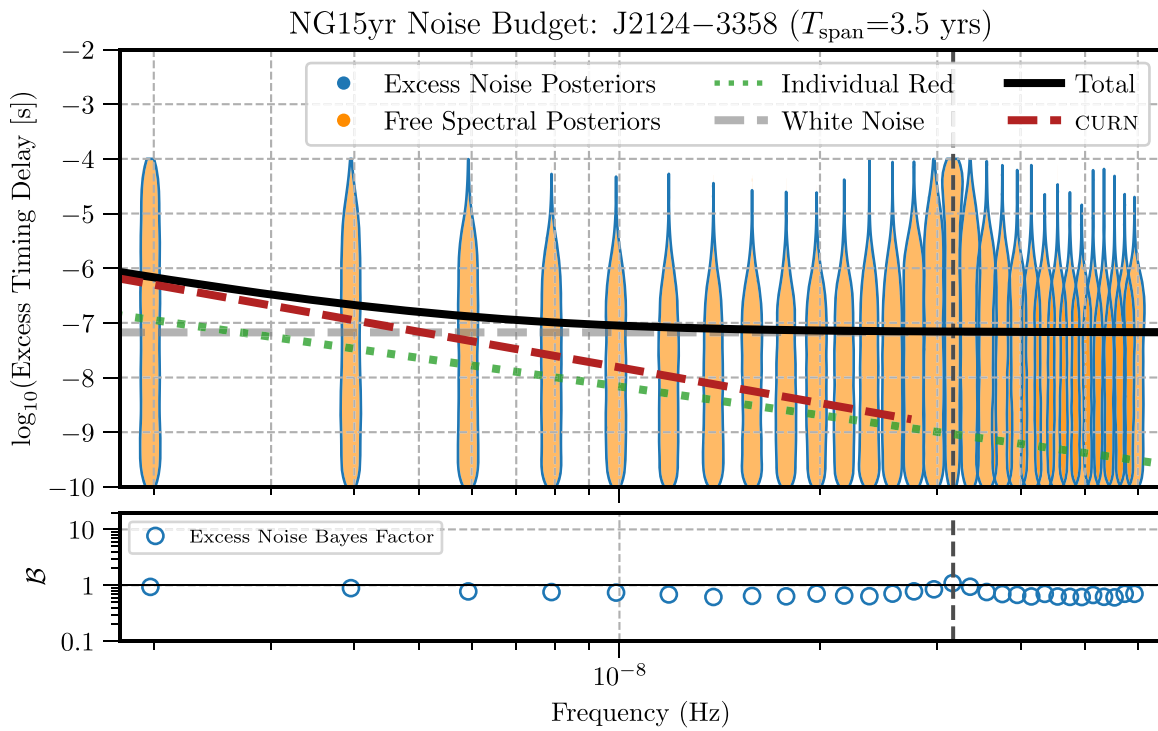 NG15yr Noise Budget: J2124−3358 (Tspan=3.5 yrs)
log10(Excess Timing Delay [s])
−2
−3
−4
−5
−6
−7
−8
−9
−10
Excess Noise Posteriors
Free Spectral Posteriors
Individual Red
White Noise
Total
CURN
ℬ
10
1
0.1
Excess Noise Bayes Factor
10−8
Frequency (Hz)